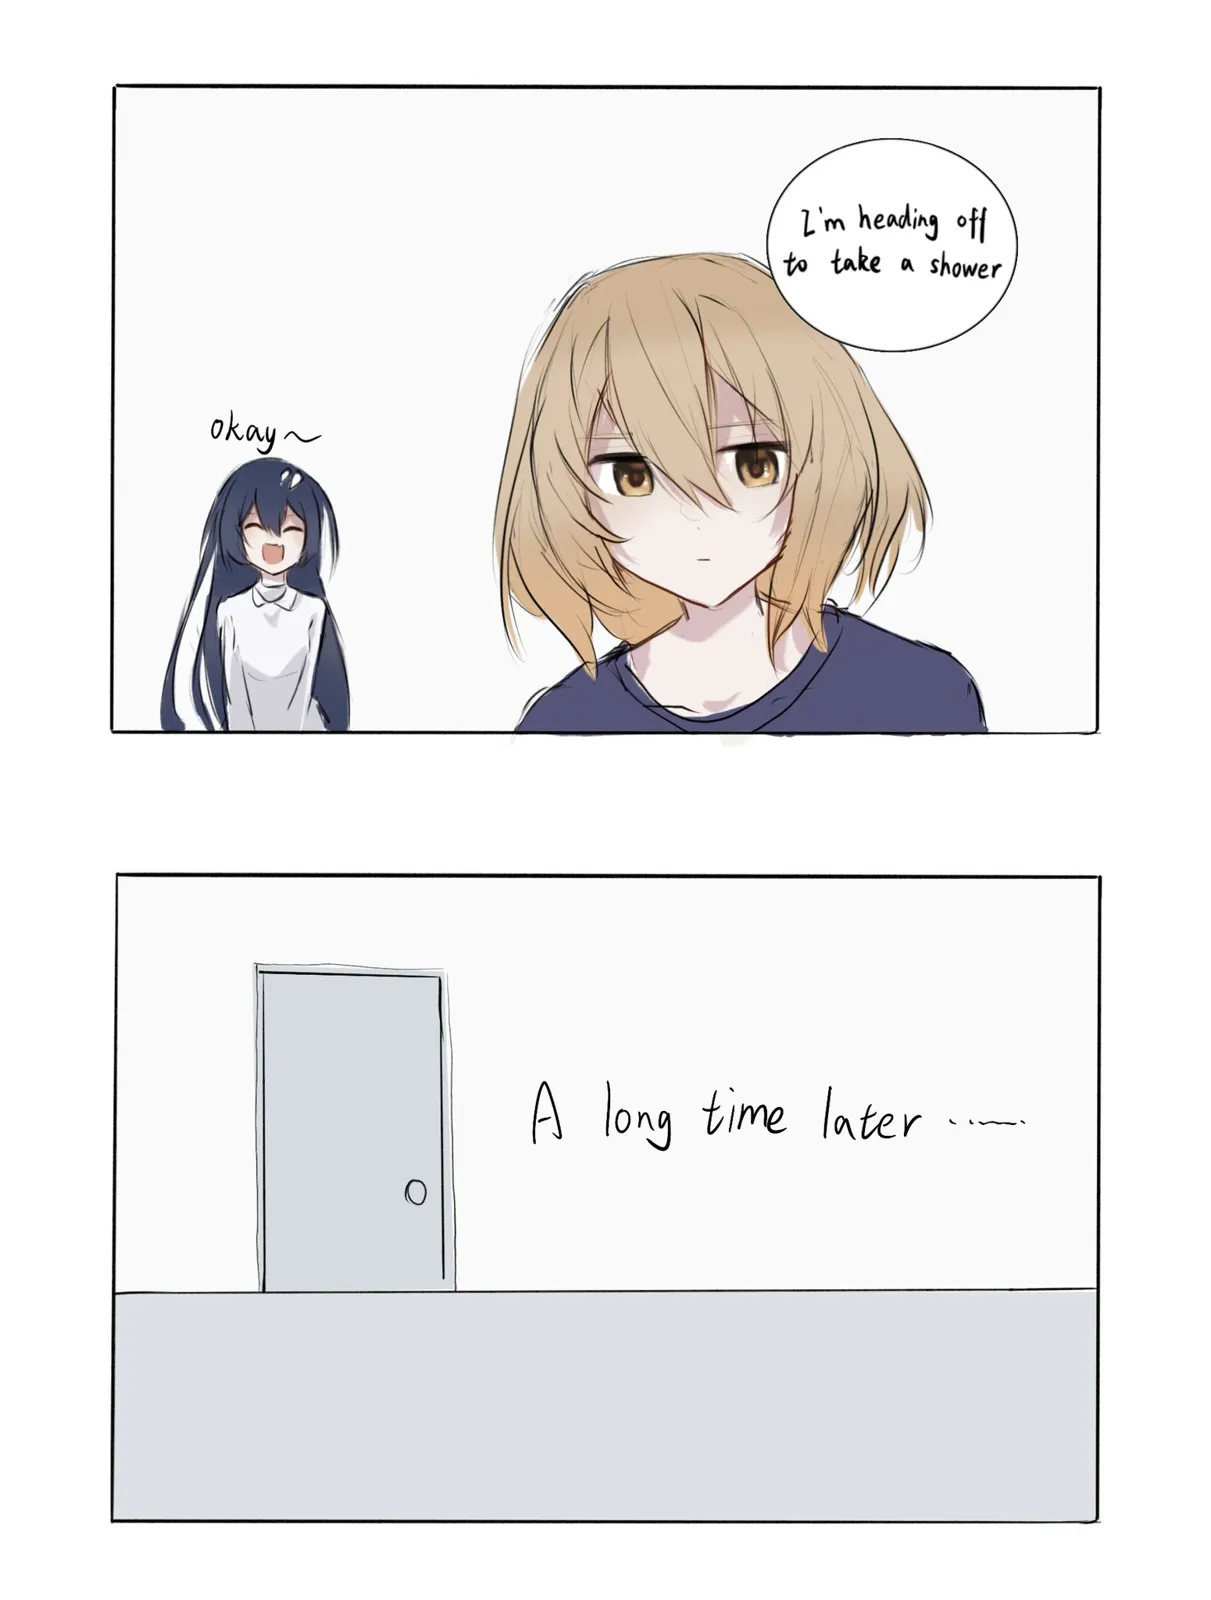 I'm heading off
to take a shower
okay~
A long time later ......